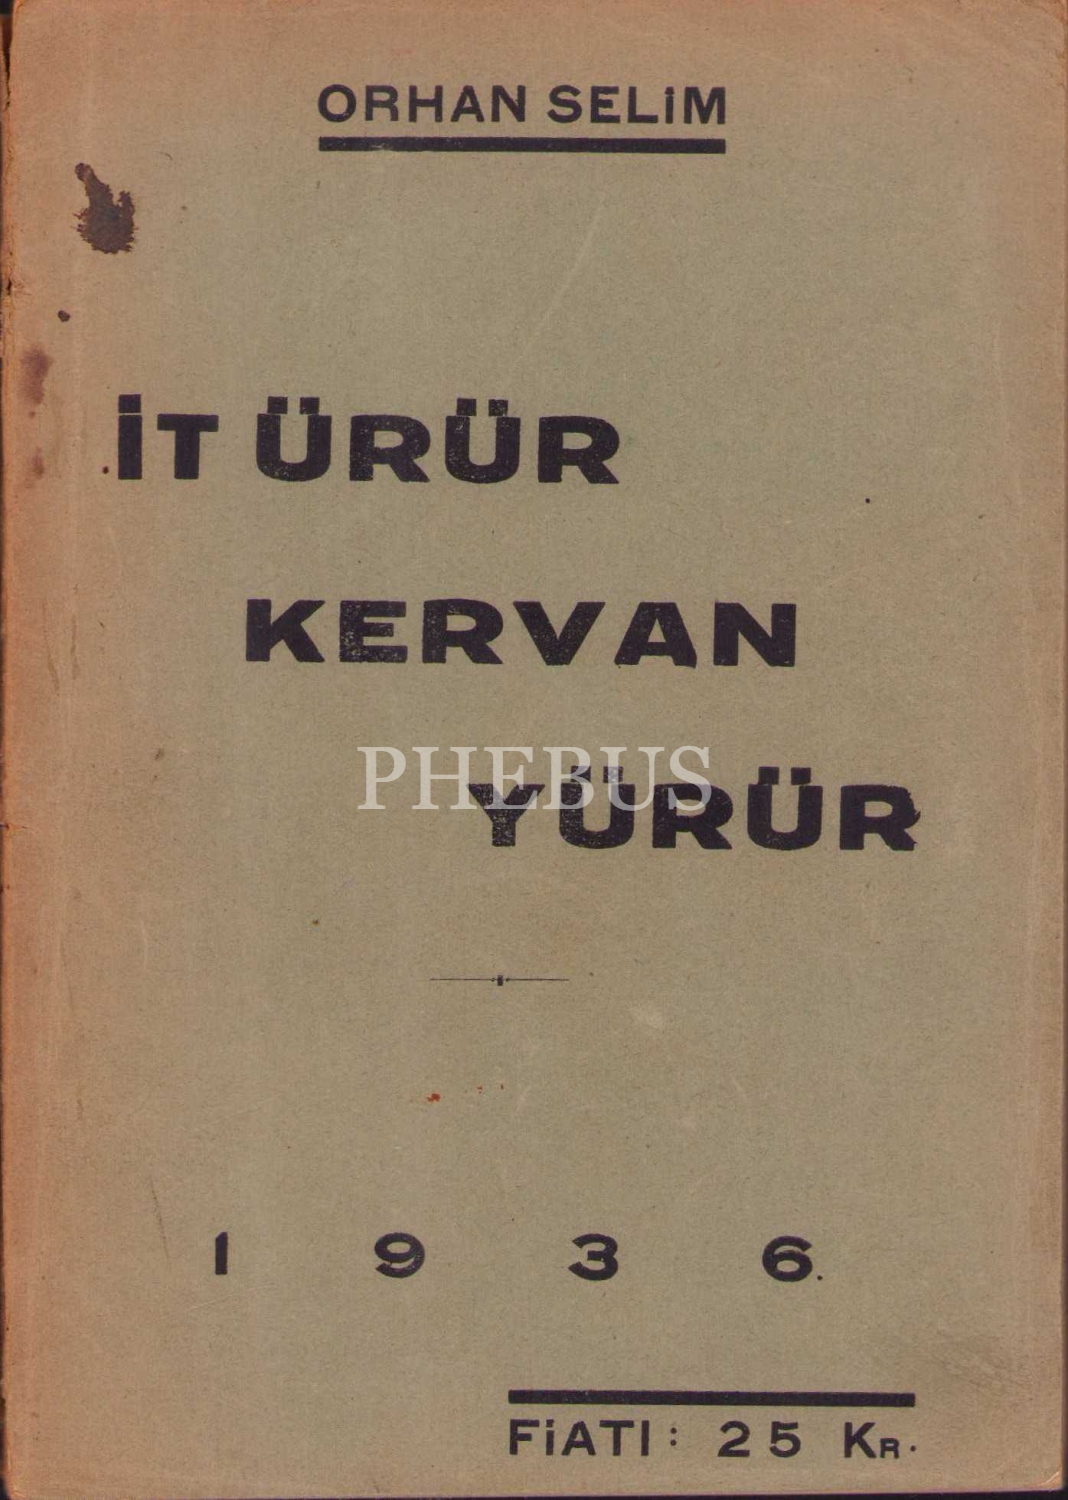 ORHAN SELİM
İT ÜRÜR
KERVAN
PHEBUS
YÜRÜR
1 9 3 6
FİATI : 25 Kr.